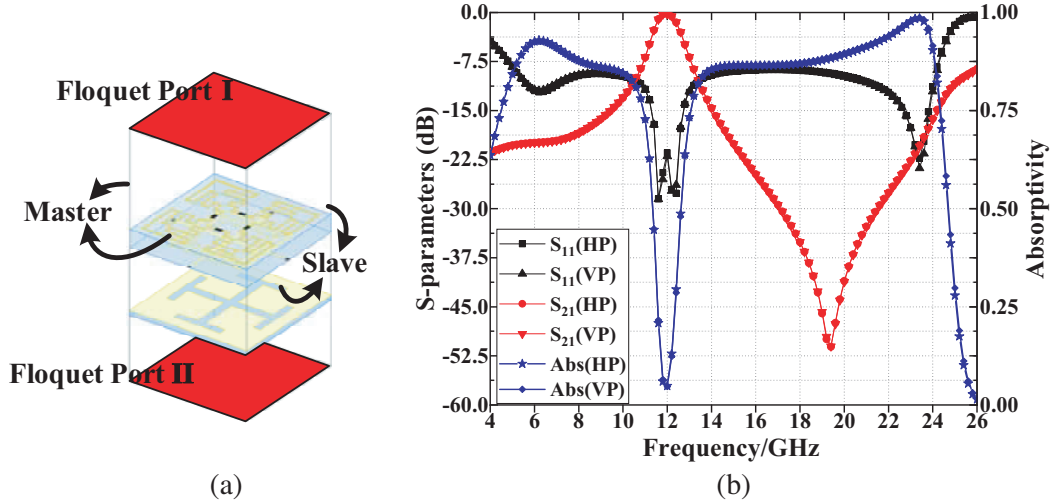 Floquet Port I
Master
Slave
Floquet Port II
(a)
S-parameters (dB)
0.0
-7.5
-15.0
-22.5
-30.0
-37.5
-45.0
-52.5
-60.0
S11(HP)
S11(VP)
S21(HP)
S21(VP)
Abs(HP)
Abs(VP)
1.00
0.75
0.50
0.25
0.00
Absorptivity
4 6 8 10 12 14 16 18 20 22 24 26
Frequency/GHz
(b)